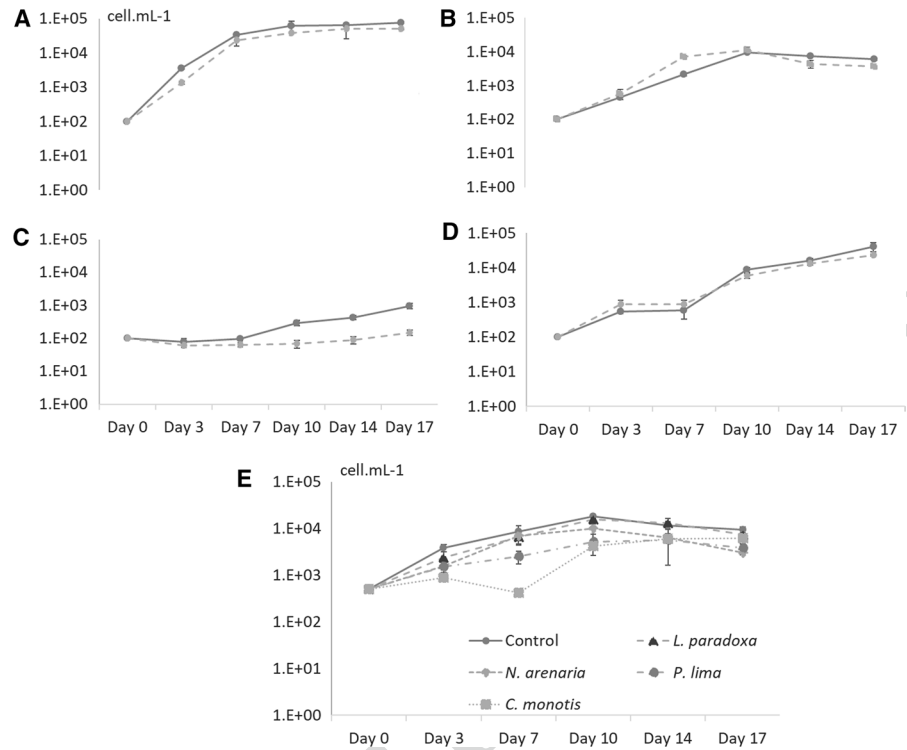 A
cell.mL-1
1.E+05
1.E+04
1.E+03
1.E+02
1.E+01
1.E+00
B
1.E+05
1.E+04
1.E+03
1.E+02
1.E+01
1.E+00
C
1.E+05
1.E+04
1.E+03
1.E+02
1.E+01
1.E+00
Day 0 Day 3 Day 7 Day 10 Day 14 Day 17
D
1.E+05
1.E+04
1.E+03
1.E+02
1.E+01
1.E+00
Day 0 Day 3 Day 7 Day 10 Day 14 Day 17
E
cell.mL-1
1.E+05
1.E+04
1.E+03
1.E+02
1.E+01
1.E+00
Control L. paradoxa
N. arenaria P. lima
C. monotis
Day 0 Day 3 Day 7 Day 10 Day 14 Day 17